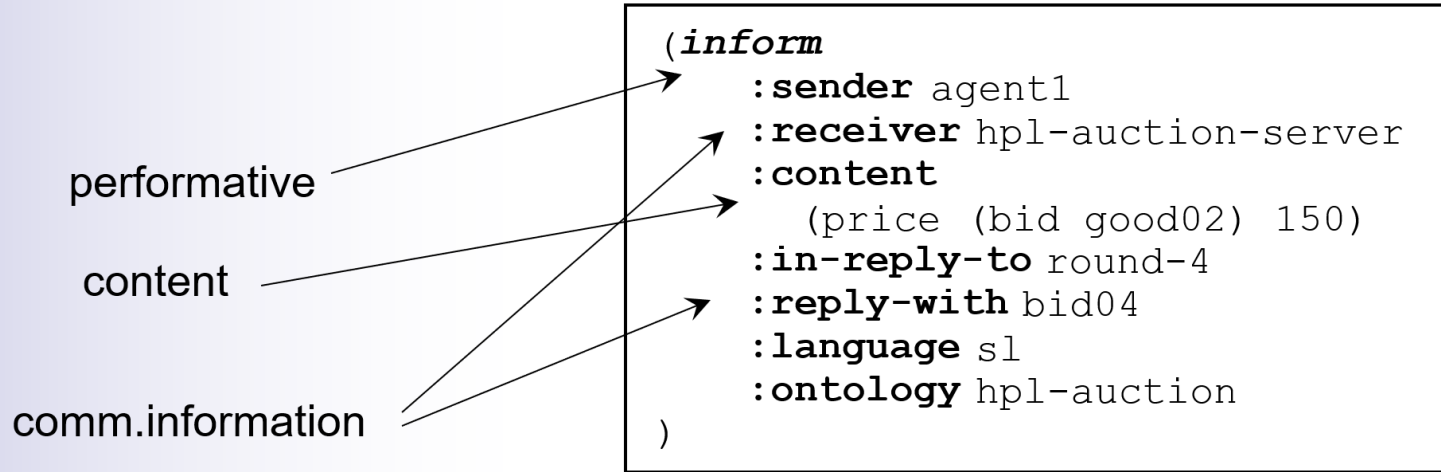 performative
content
comm.information
(inform
:sender agent1
:receiver hpl-auction-server
:content
(price (bid good02) 150)
:in-reply-to round-4
:reply-with bid04
:language sl
:ontology hpl-auction
)